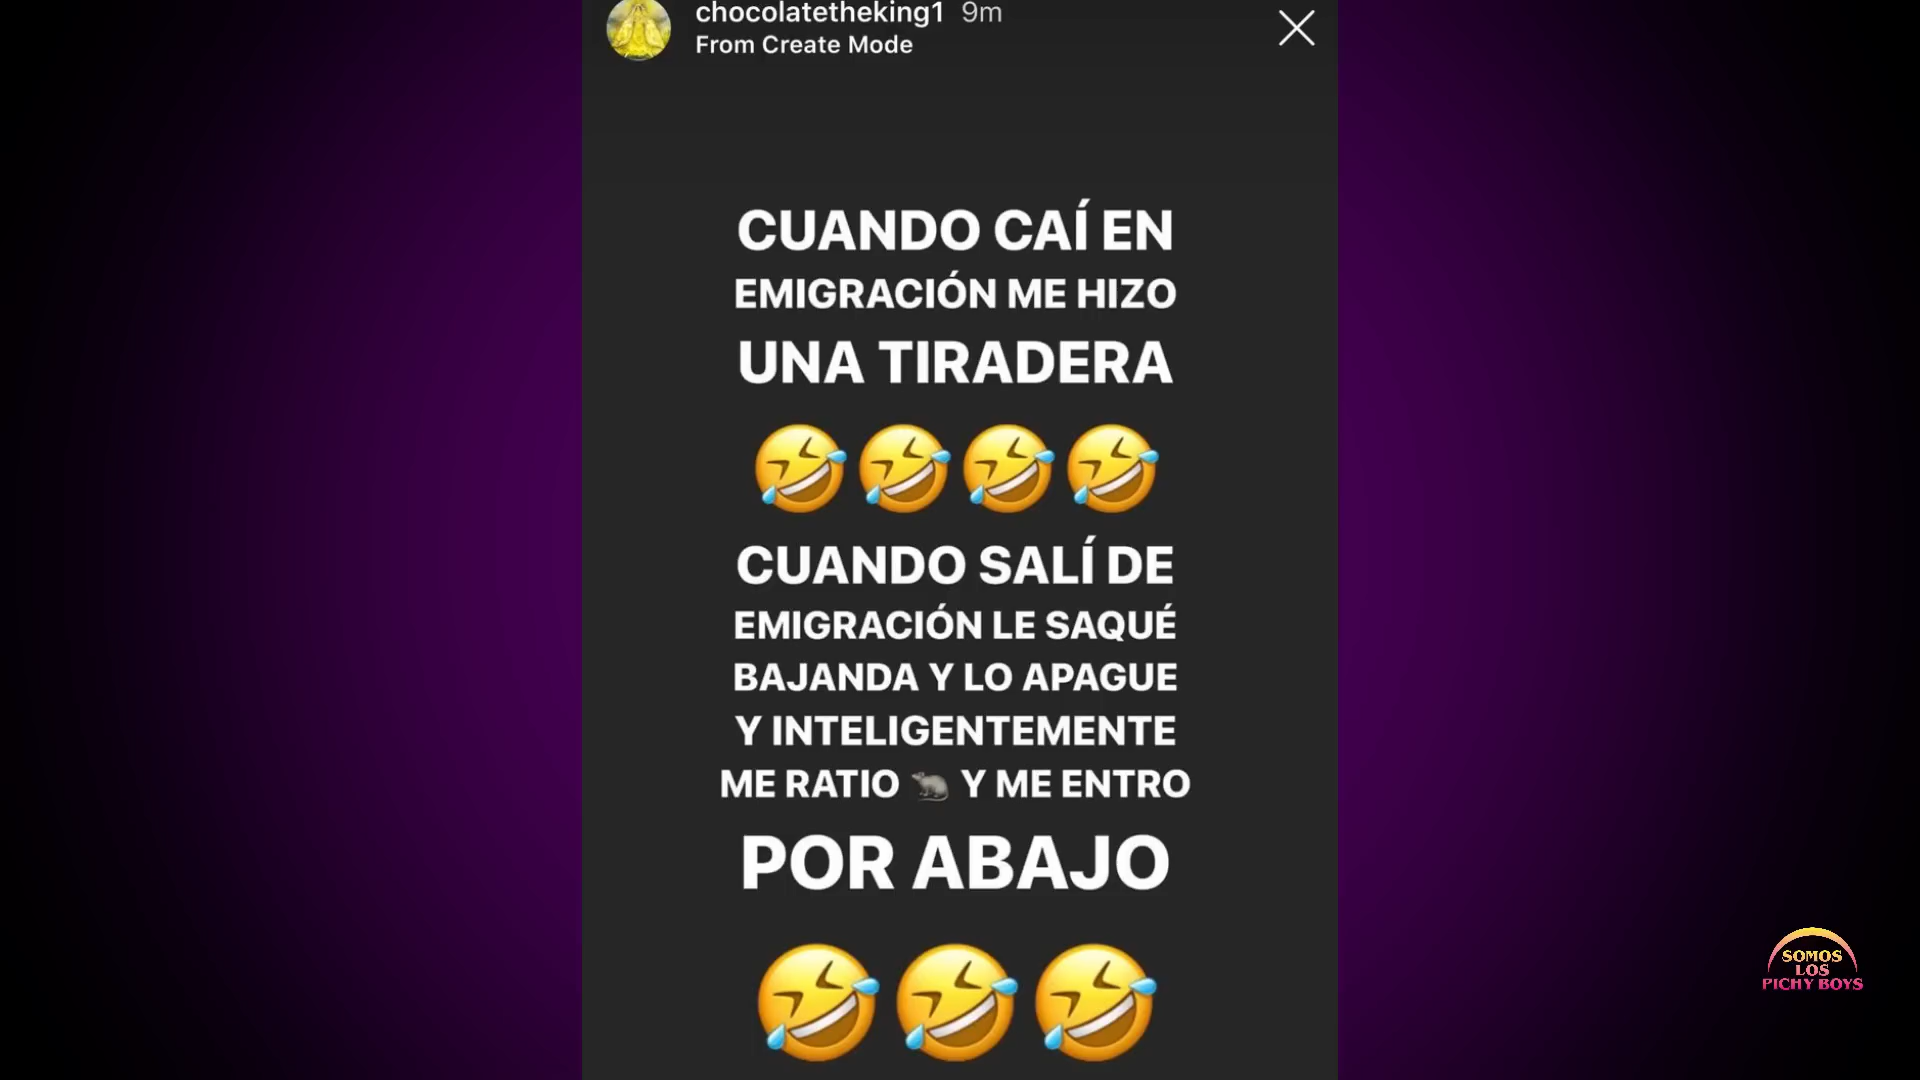 chocolatetheking1 9m
From Create Mode
CUANDO CAÍ EN
EMIGRACIÓN ME HIZO
UNA TIRADERA
🤣🤣🤣🤣
CUANDO SALÍ DE
EMIGRACIÓN LE SAQUÉ
BAJANDA Y LO APAGUE
Y INTELIGENTEMENTE
ME RATIO 🐀 Y ME ENTRO
POR ABAJO
🤣🤣🤣
SOMOS
LOS
PICHY BOYS